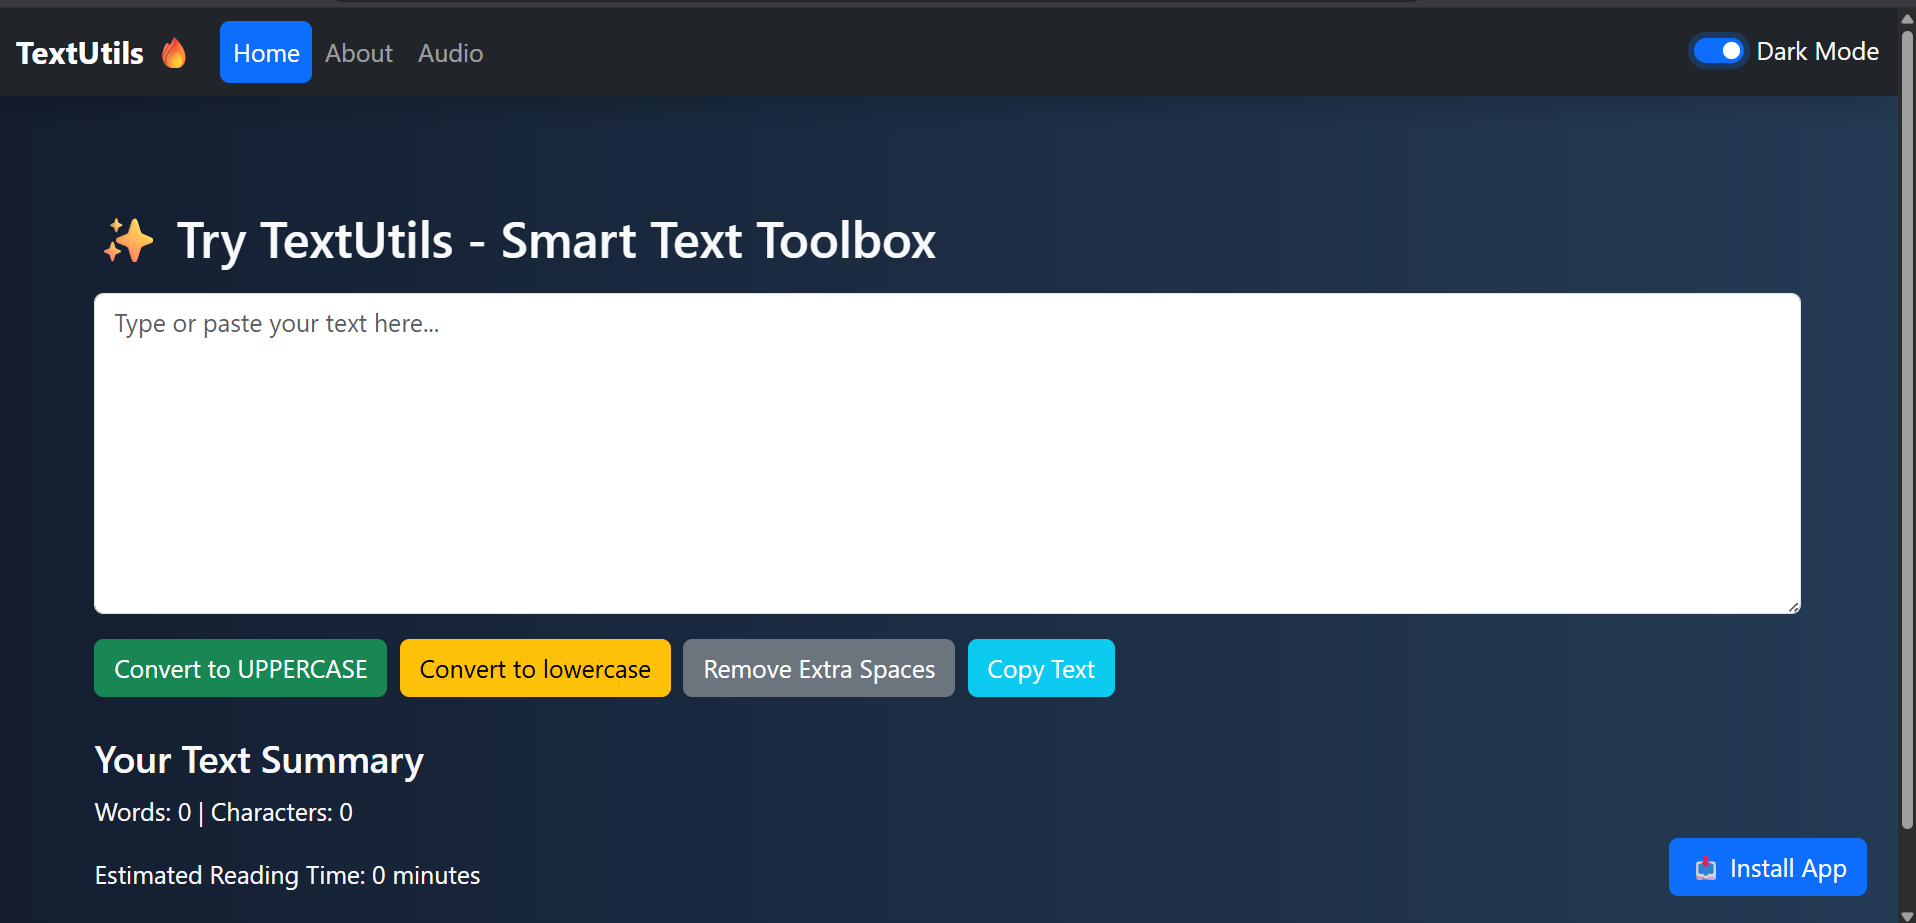 TextUtils 🔥 Home About Audio Dark Mode
✨ Try TextUtils - Smart Text Toolbox
Type or paste your text here...
Convert to UPPERCASE Convert to lowercase Remove Extra Spaces Copy Text
Your Text Summary
Words: 0 | Characters: 0
Estimated Reading Time: 0 minutes
📥 Install App